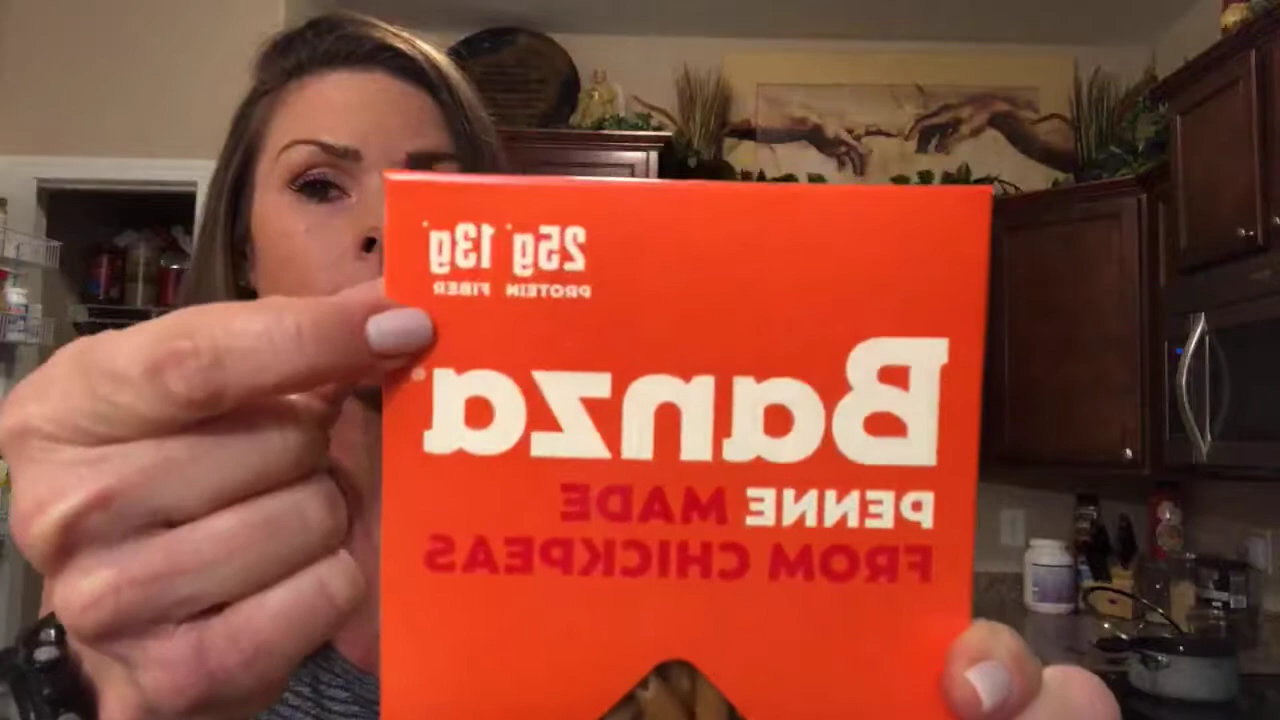 25g* 13g*
PROTEIN FIBER
Banza®
PENNE MADE
FROM CHICKPEAS